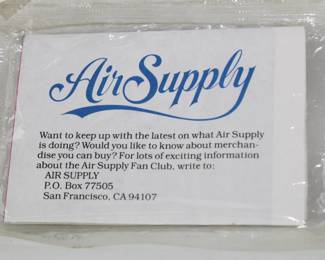 Air Supply
Want to keep up with the latest on what Air Supply
is doing? Would you like to know about merchan-
dise you can buy? For lots of exciting information
about the Air Supply Fan Club, write to:
AIR SUPPLY
P.O. Box 77505
San Francisco, CA 94107